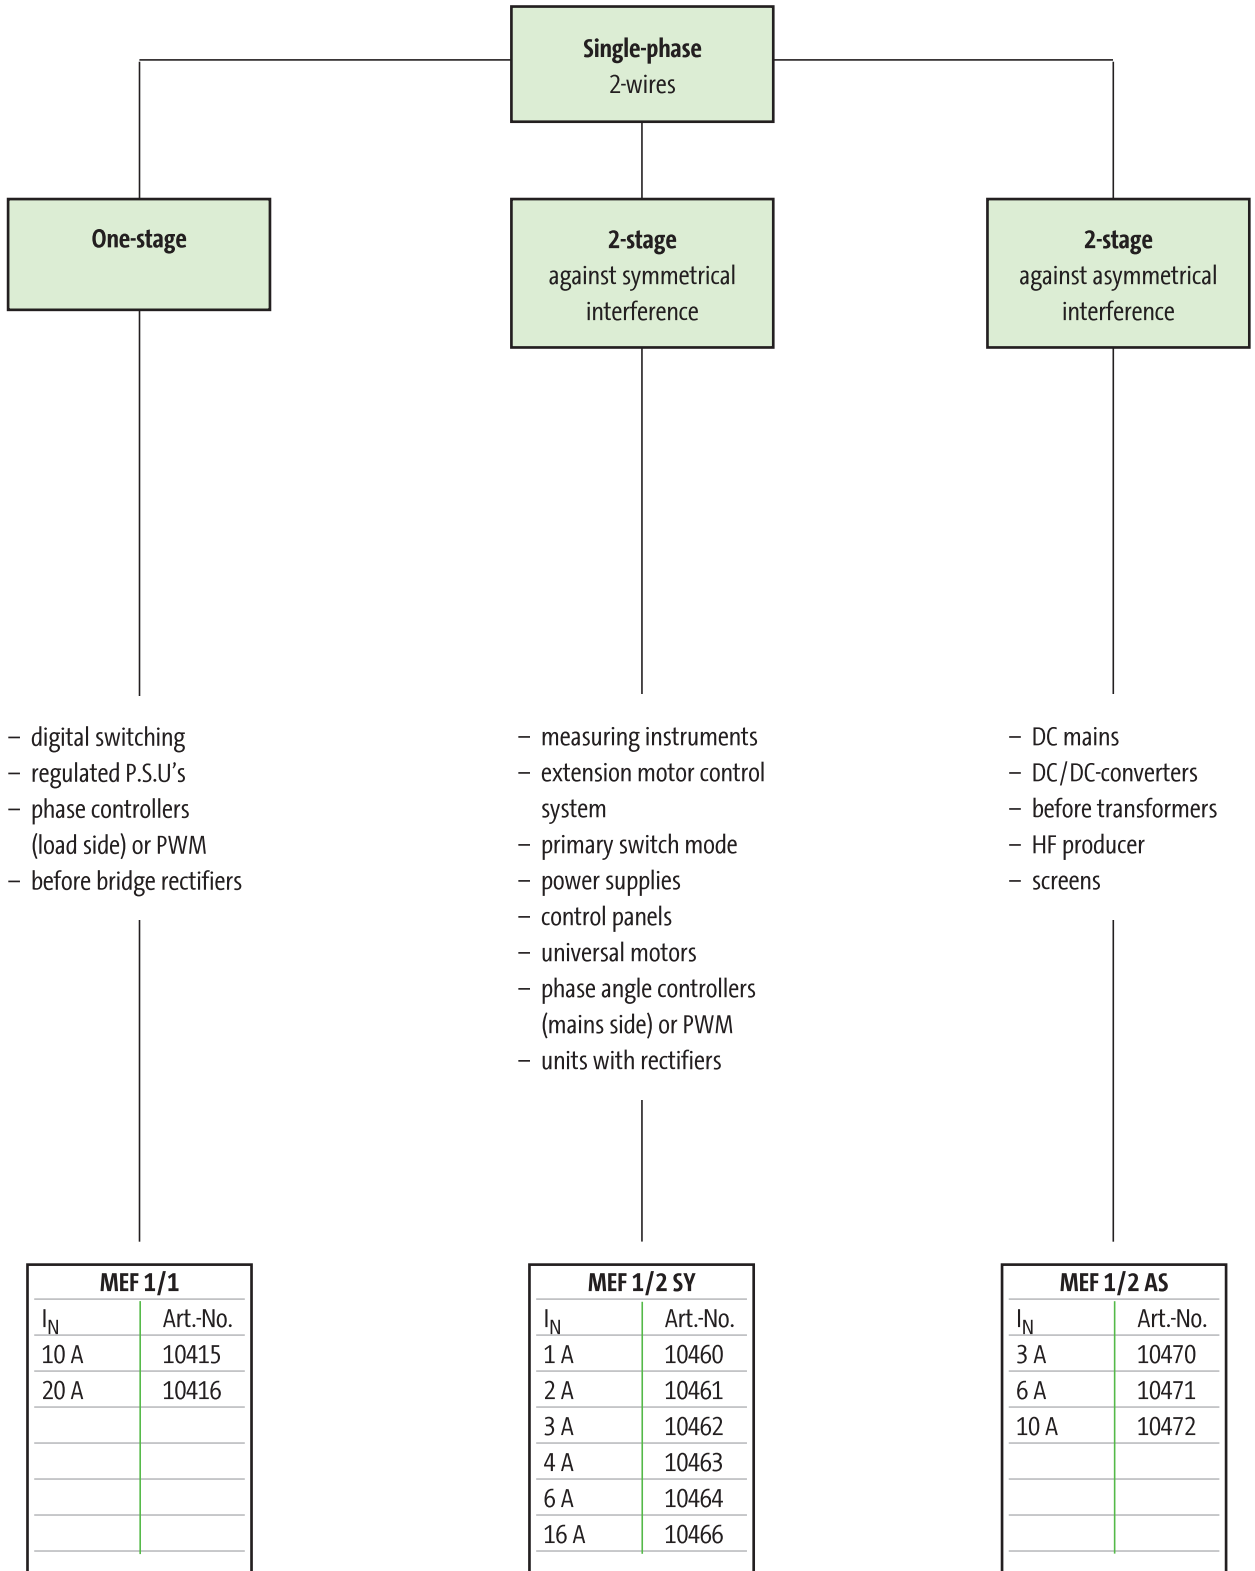 Single-phase
2-wires
One-stage
2-stage
against symmetrical
interference
2-stage
against asymmetrical
interference
– digital switching
– regulated P.S.U's
– phase controllers
(load side) or PWM
– before bridge rectifiers
– measuring instruments
– extension motor control
system
– primary switch mode
– power supplies
– control panels
– universal motors
– phase angle controllers
(mains side) or PWM
– units with rectifiers
– DC mains
– DC/DC-converters
– before transformers
– HF producer
– screens
MEF 1/1
IN Art.-No.
10 A 10415
20 A 10416
MEF 1/2 SY
IN Art.-No.
1 A 10460
2 A 10461
3 A 10462
4 A 10463
6 A 10464
16 A 10466
MEF 1/2 AS
IN Art.-No.
3 A 10470
6 A 10471
10 A 10472